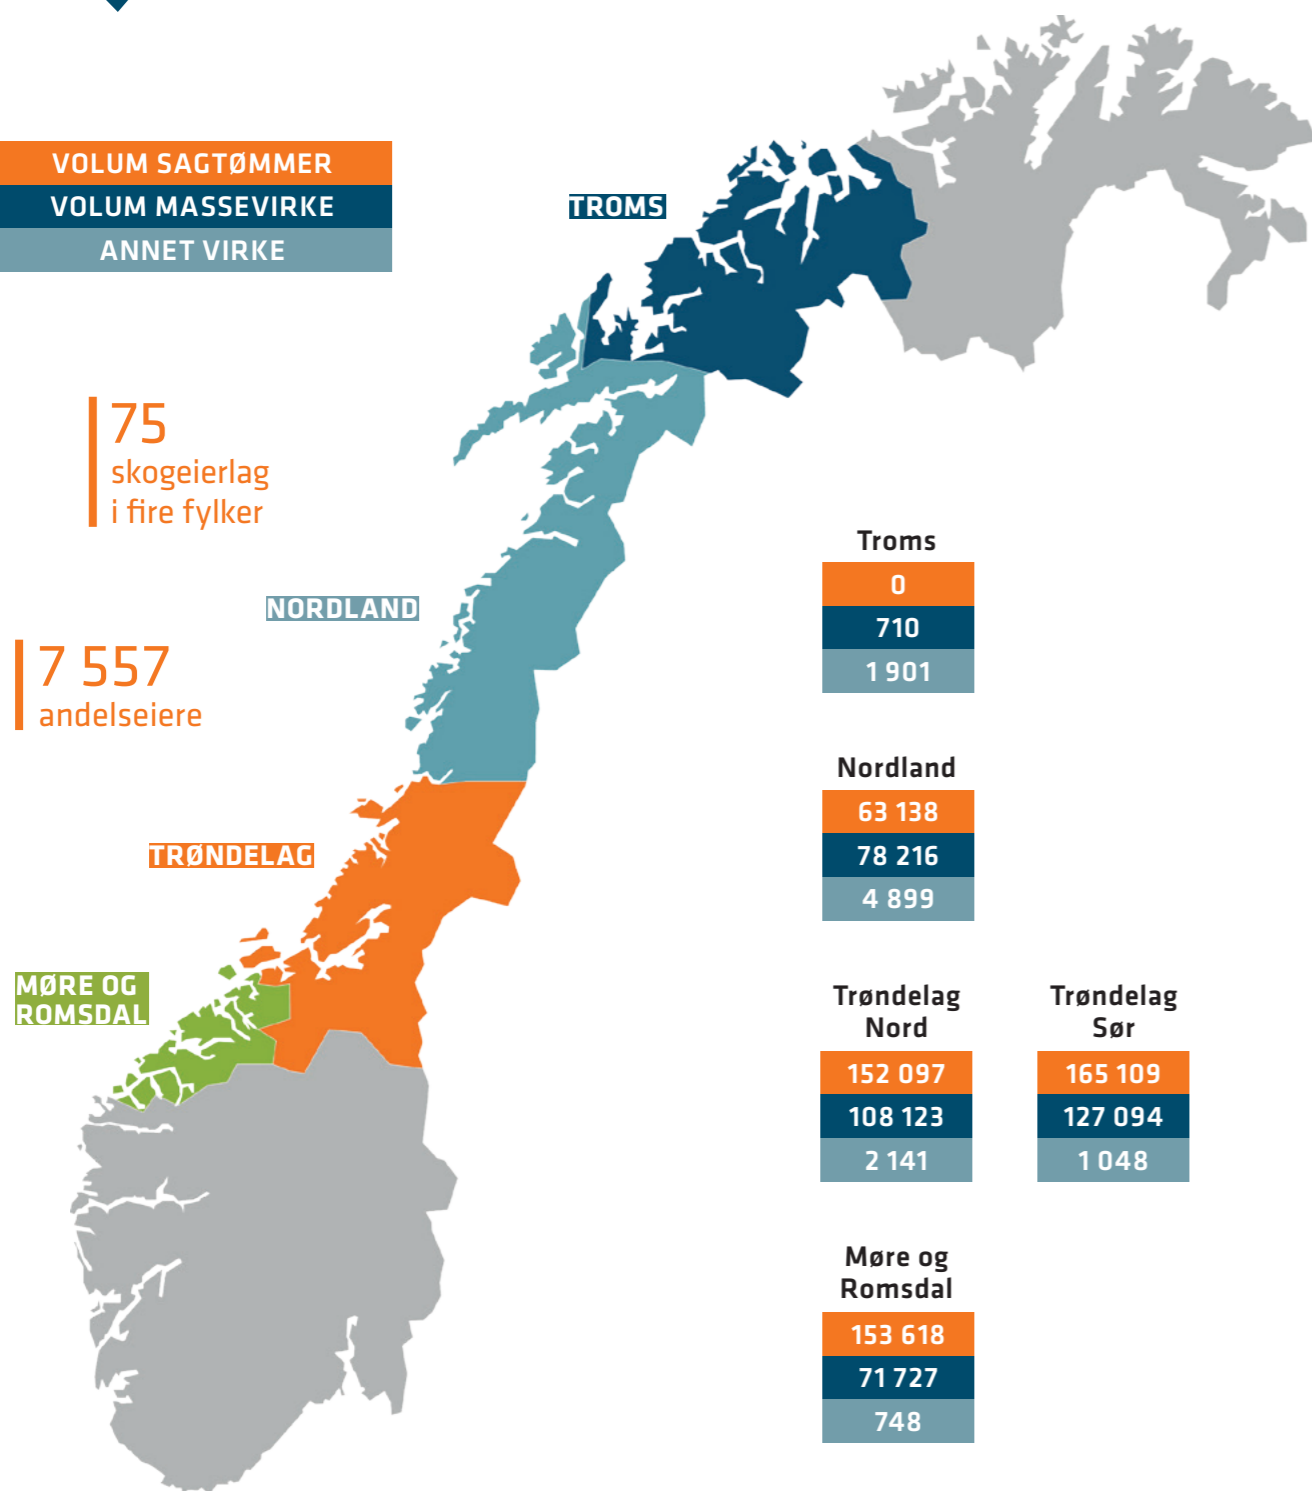 VOLUM SAGTØMMER
VOLUM MASSEVIRKE
ANNET VIRKE
TROMS
75
skogeierlag
i fire fylker
NORDLAND
7 557
andelseiere
TRØNDELAG
MØRE OG
ROMSDAL
Troms
0
710
1 901
Nordland
63 138
78 216
4 899
Trøndelag
Nord
152 097
108 123
2 141
Trøndelag
Sør
165 109
127 094
1 048
Møre og
Romsdal
153 618
71 727
748